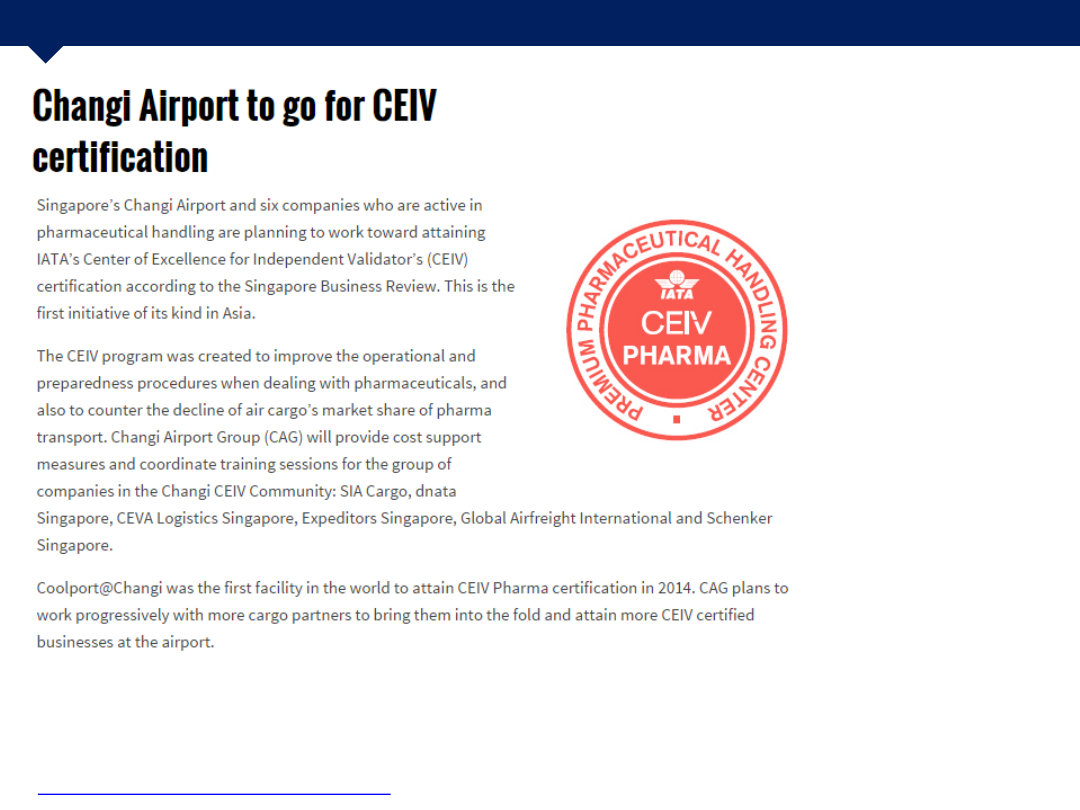 Changi Airport to go for CEIV
certification
Singapore’s Changi Airport and six companies who are active in
pharmaceutical handling are planning to work toward attaining
IATA’s Center of Excellence for Independent Validator’s (CEIV)
certification according to the Singapore Business Review. This is the
first initiative of its kind in Asia.
The CEIV program was created to improve the operational and
preparedness procedures when dealing with pharmaceuticals, and
also to counter the decline of air cargo’s market share of pharma
transport. Changi Airport Group (CAG) will provide cost support
measures and coordinate training sessions for the group of
companies in the Changi CEIV Community: SIA Cargo, dnata
Singapore, CEVA Logistics Singapore, Expeditors Singapore, Global Airfreight International and Schenker
Singapore.
Coolport@Changi was the first facility in the world to attain CEIV Pharma certification in 2014. CAG plans to
work progressively with more cargo partners to bring them into the fold and attain more CEIV certified
businesses at the airport.
PREMIUM PHARMACEUTICAL HANDLING CENTER
IATA
CEIV
PHARMA